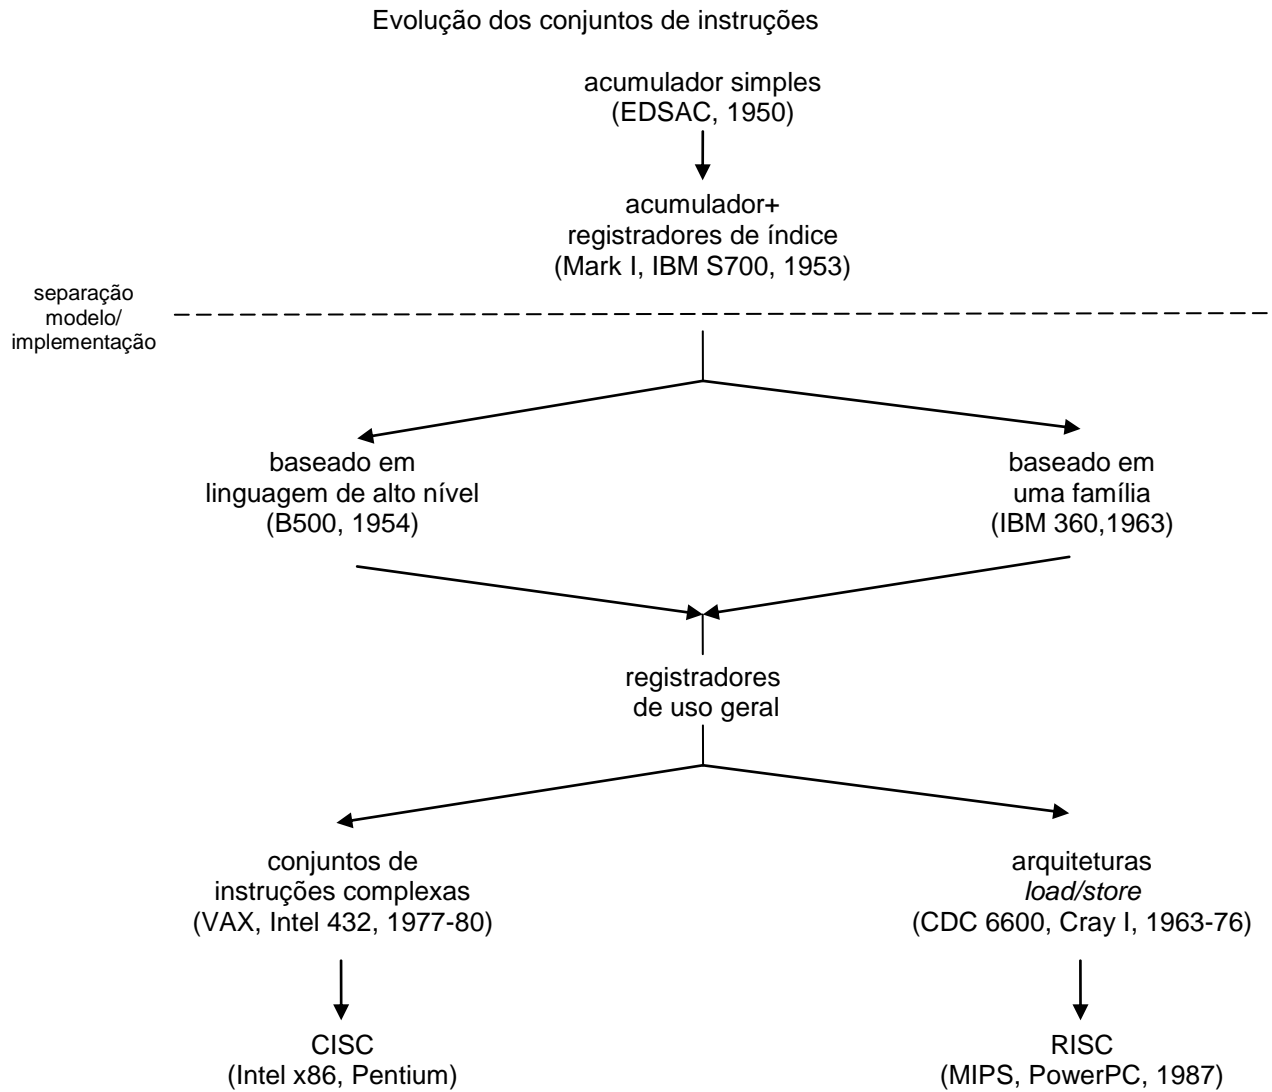 Evolução dos conjuntos de instruções
acumulador simples
(EDSAC, 1950)
acumulador+
registradores de índice
(Mark I, IBM S700, 1953)
separação
modelo/
implementação
baseado em
linguagem de alto nível
(B500, 1954)
baseado em
uma família
(IBM 360,1963)
registradores
de uso geral
conjuntos de
instruções complexas
(VAX, Intel 432, 1977-80)
arquiteturas
load/store
(CDC 6600, Cray I, 1963-76)
CISC
(Intel x86, Pentium)
RISC
(MIPS, PowerPC, 1987)